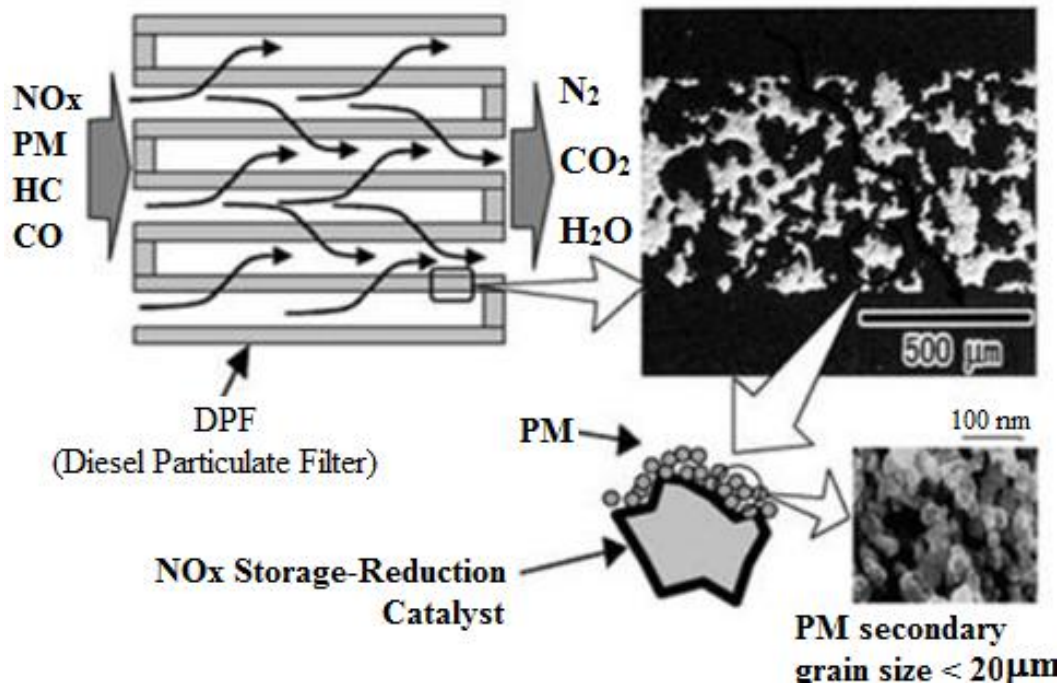 NOx
PM
HC
CO
N2
CO2
H2O
500 μm
DPF
(Diesel Particulate Filter)
PM
100 nm
NOx Storage-Reduction
Catalyst
PM secondary
grain size < 20μm